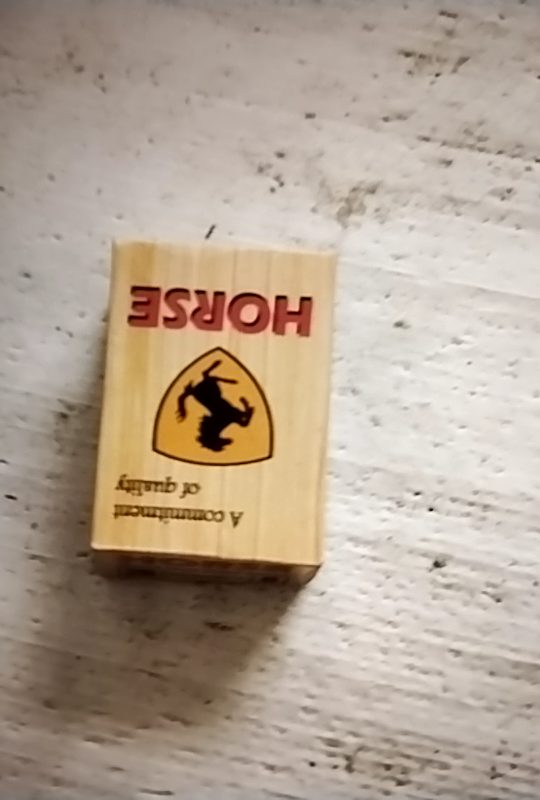 A commitment
of quality
HORSE